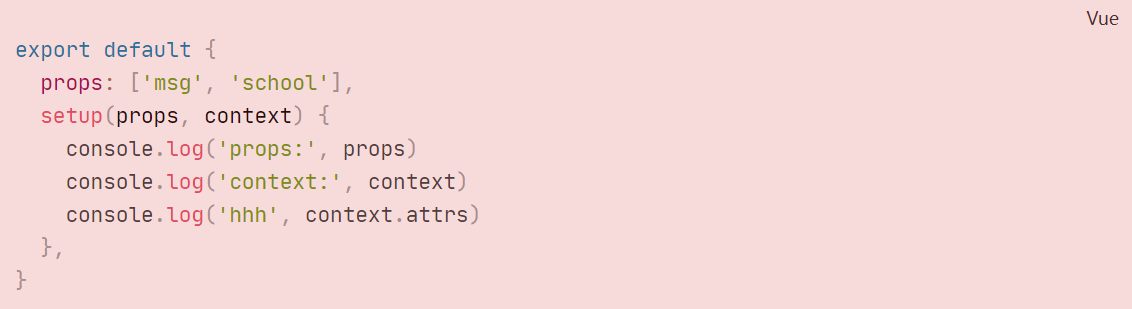 Vue
export default {
  props: ['msg', 'school'],
  setup(props, context) {
    console.log('props:', props)
    console.log('context:', context)
    console.log('hhh', context.attrs)
  },
}